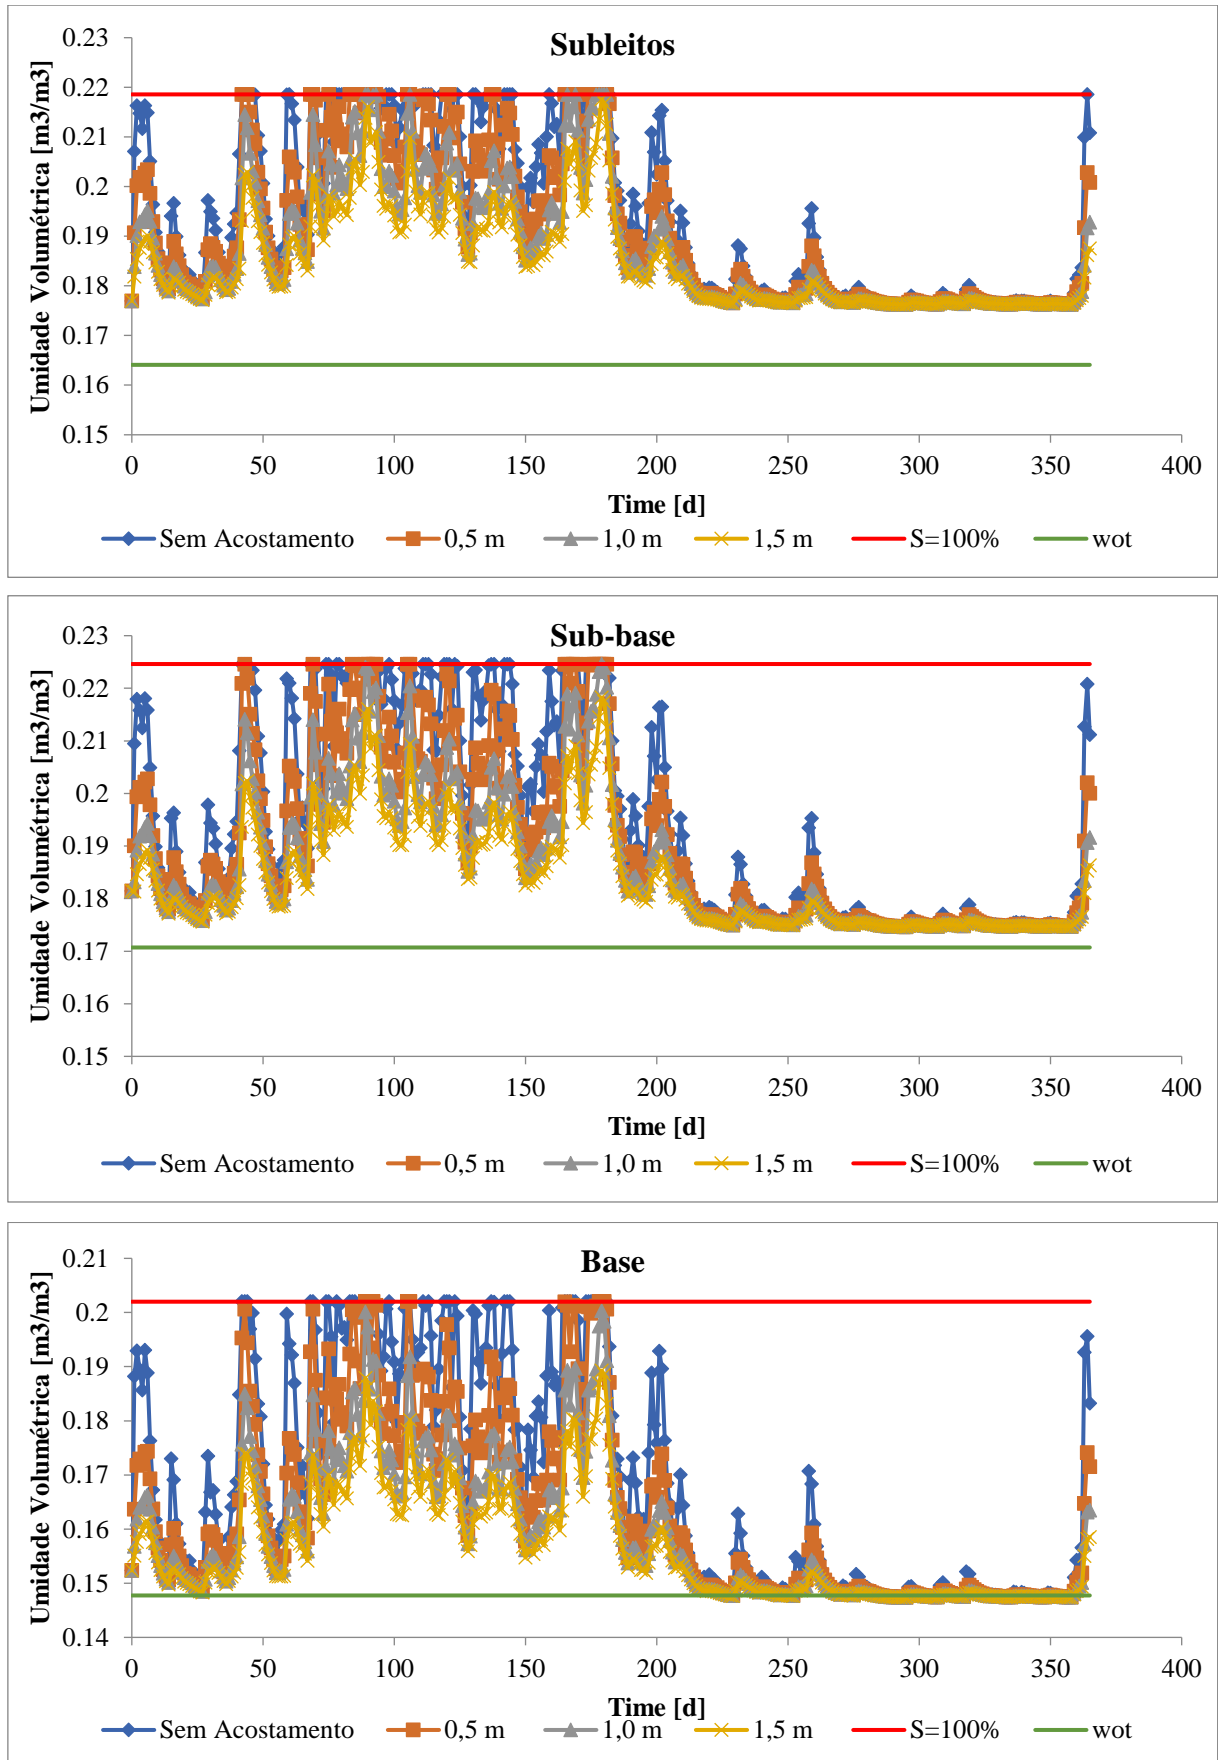 Subleitos
Umidade Volumétrica [m3/m3]
0.23
0.22
0.21
0.2
0.19
0.18
0.17
0.16
0.15
0 50 100 150 200 250 300 350 400
Time [d]
Sem Acostamento 0,5 m 1,0 m 1,5 m S=100% wot
Sub-base
Umidade Volumétrica [m3/m3]
0.23
0.22
0.21
0.2
0.19
0.18
0.17
0.16
0.15
0 50 100 150 200 250 300 350 400
Time [d]
Sem Acostamento 0,5 m 1,0 m 1,5 m S=100% wot
Base
Umidade Volumétrica [m3/m3]
0.21
0.2
0.19
0.18
0.17
0.16
0.15
0.14
0 50 100 150 200 250 300 350 400
Time [d]
Sem Acostamento 0,5 m 1,0 m 1,5 m S=100% wot